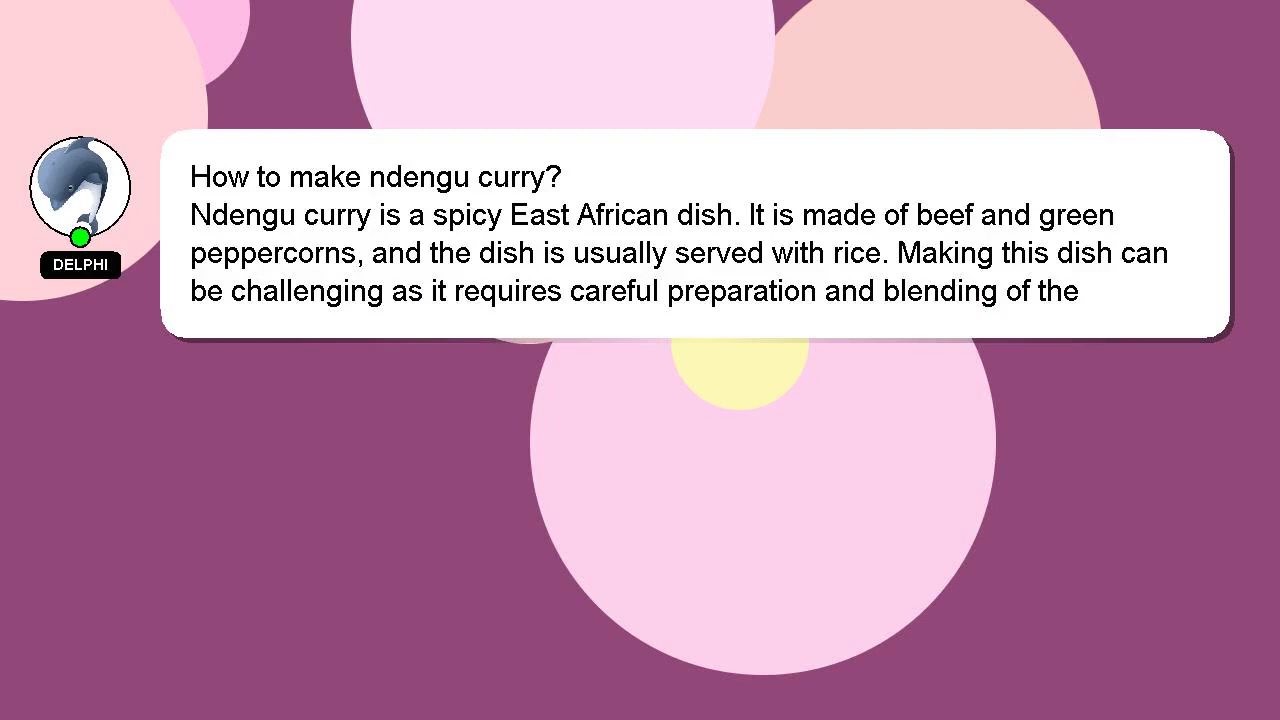 How to make ndengu curry?
Ndengu curry is a spicy East African dish. It is made of beef and green
peppercorns, and the dish is usually served with rice. Making this dish can
be challenging as it requires careful preparation and blending of the
DELPHI